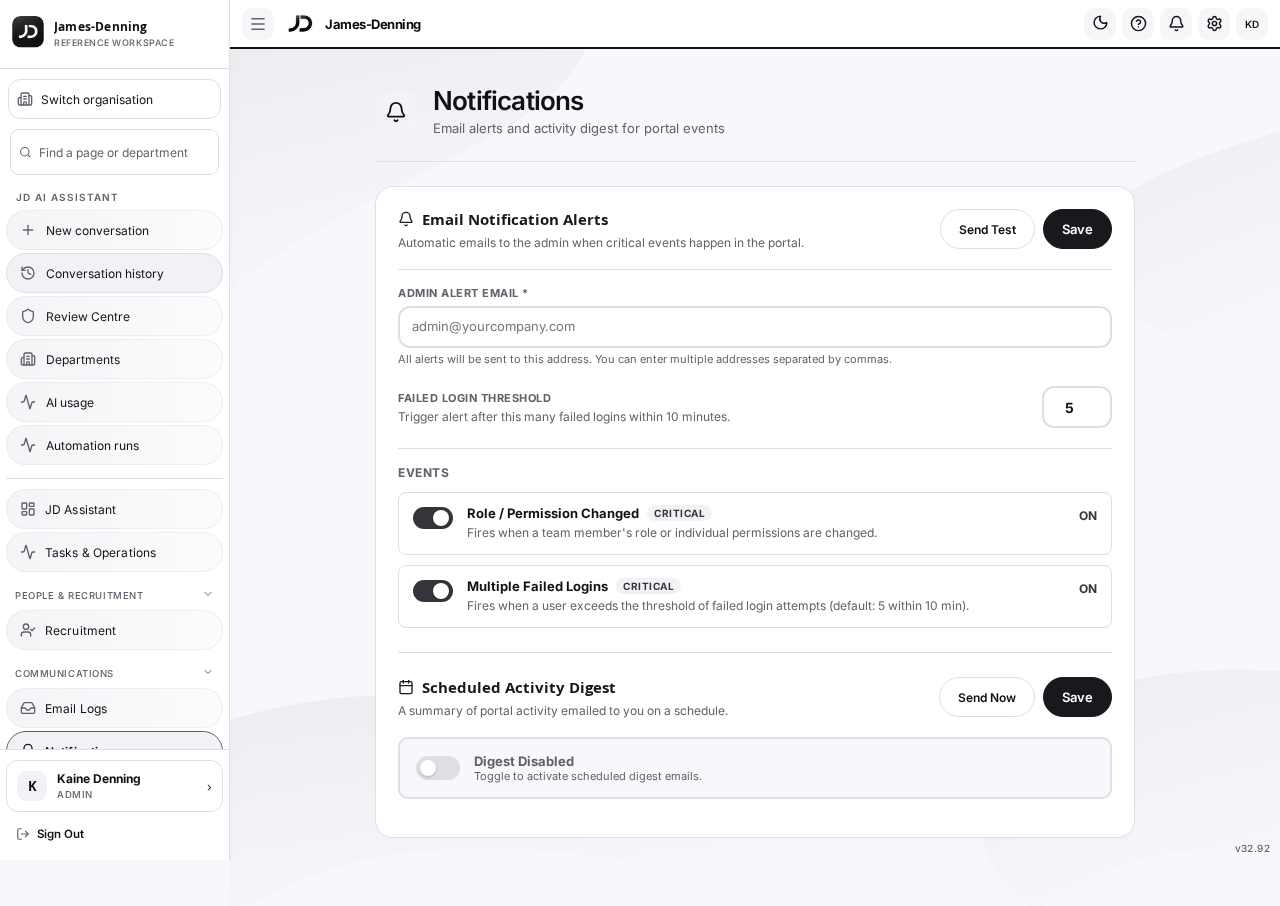 James-Denning
REFERENCE WORKSPACE
Switch organisation
Find a page or department
JD AI ASSISTANT
New conversation
Conversation history
Review Centre
Departments
AI usage
Automation runs
JD Assistant
Tasks & Operations
PEOPLE & RECRUITMENT
Recruitment
COMMUNICATIONS
Email Logs
K
Kaine Denning
ADMIN
Sign Out
JD
James-Denning
KD
Notifications
Email alerts and activity digest for portal events
Email Notification Alerts
Automatic emails to the admin when critical events happen in the portal.
Send Test
Save
ADMIN ALERT EMAIL *
admin@yourcompany.com
All alerts will be sent to this address. You can enter multiple addresses separated by commas.
FAILED LOGIN THRESHOLD
Trigger alert after this many failed logins within 10 minutes.
5
EVENTS
Role / Permission Changed CRITICAL
Fires when a team member's role or individual permissions are changed.
ON
Multiple Failed Logins CRITICAL
Fires when a user exceeds the threshold of failed login attempts (default: 5 within 10 min).
ON
Scheduled Activity Digest
A summary of portal activity emailed to you on a schedule.
Send Now
Save
Digest Disabled
Toggle to activate scheduled digest emails.
v32.92